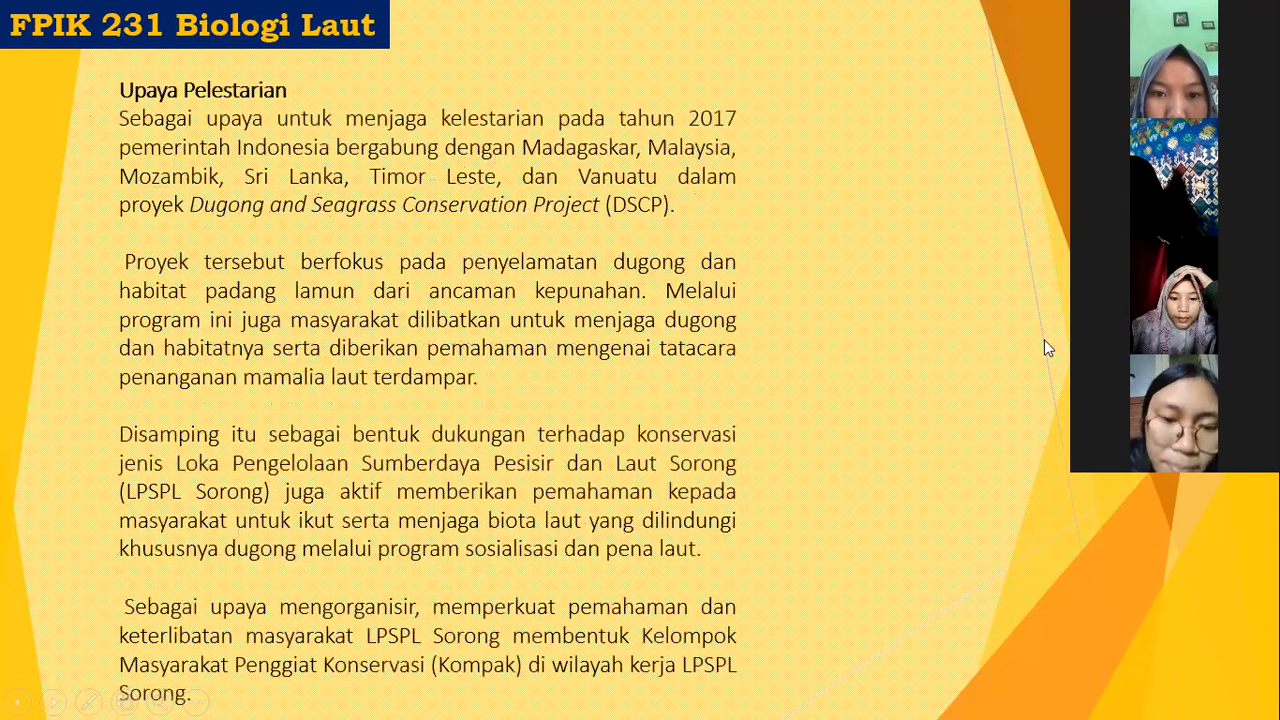 FPIK 231 Biologi Laut
Upaya Pelestarian
Sebagai upaya untuk menjaga kelestarian pada tahun 2017
pemerintah Indonesia bergabung dengan Madagaskar, Malaysia,
Mozambik, Sri Lanka, Timor Leste, dan Vanuatu dalam
proyek Dugong and Seagrass Conservation Project (DSCP).
Proyek tersebut berfokus pada penyelamatan dugong dan
habitat padang lamun dari ancaman kepunahan. Melalui
program ini juga masyarakat dilibatkan untuk menjaga dugong
dan habitatnya serta diberikan pemahaman mengenai tatacara
penanganan mamalia laut terdampar.
Disamping itu sebagai bentuk dukungan terhadap konservasi
jenis Loka Pengelolaan Sumberdaya Pesisir dan Laut Sorong
(LPSPL Sorong) juga aktif memberikan pemahaman kepada
masyarakat untuk ikut serta menjaga biota laut yang dilindungi
khususnya dugong melalui program sosialisasi dan pena laut.
Sebagai upaya mengorganisir, memperkuat pemahaman dan
keterlibatan masyarakat LPSPL Sorong membentuk Kelompok
Masyarakat Penggiat Konservasi (Kompak) di wilayah kerja LPSPL
Sorong.